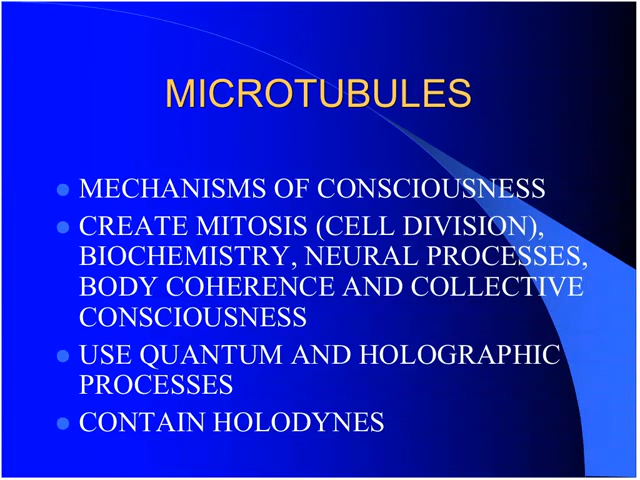 MICROTUBULES
MECHANISMS OF CONSCIOUSNESS
CREATE MITOSIS (CELL DIVISION),
BIOCHEMISTRY, NEURAL PROCESSES,
BODY COHERENCE AND COLLECTIVE
CONSCIOUSNESS
USE QUANTUM AND HOLOGRAPHIC
PROCESSES
CONTAIN HOLODYNES